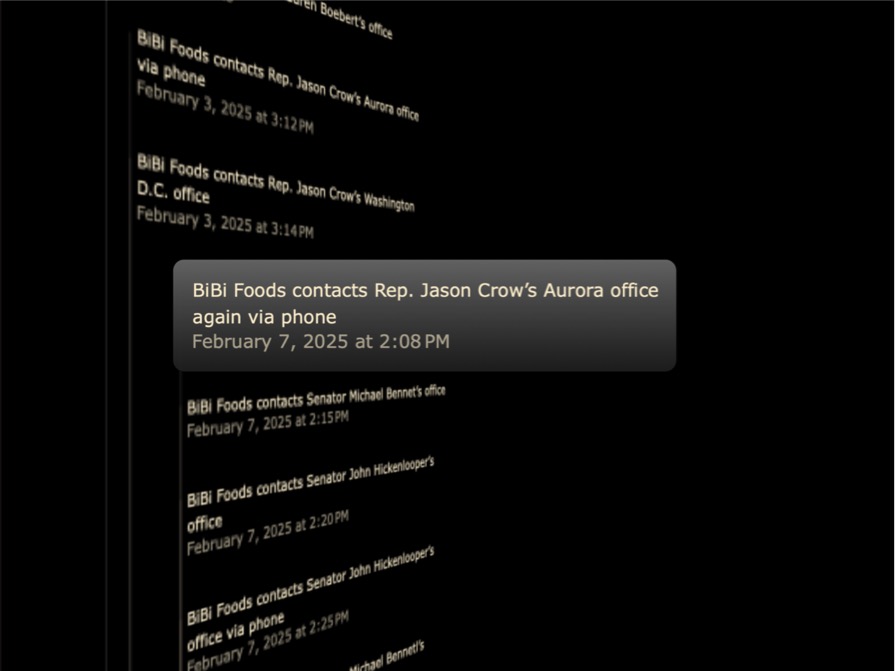 Boebert's office
BiBi Foods contacts Rep. Jason Crow's Aurora office
via phone
February 3, 2025 at 3:12 PM
BiBi Foods contacts Rep. Jason Crow's Washington
D.C. office
February 3, 2025 at 3:14 PM
BiBi Foods contacts Rep. Jason Crow’s Aurora office
again via phone
February 7, 2025 at 2:08 PM
BiBi Foods contacts Senator Michael Bennet's office
February 7, 2025 at 2:15 PM
BiBi Foods contacts Senator John Hickenlooper's
office
February 7, 2025 at 2:20 PM
BiBi Foods contacts Senator John Hickenlooper's
office via phone
February 7, 2025 at 2:25 PM
Michael Bennett's